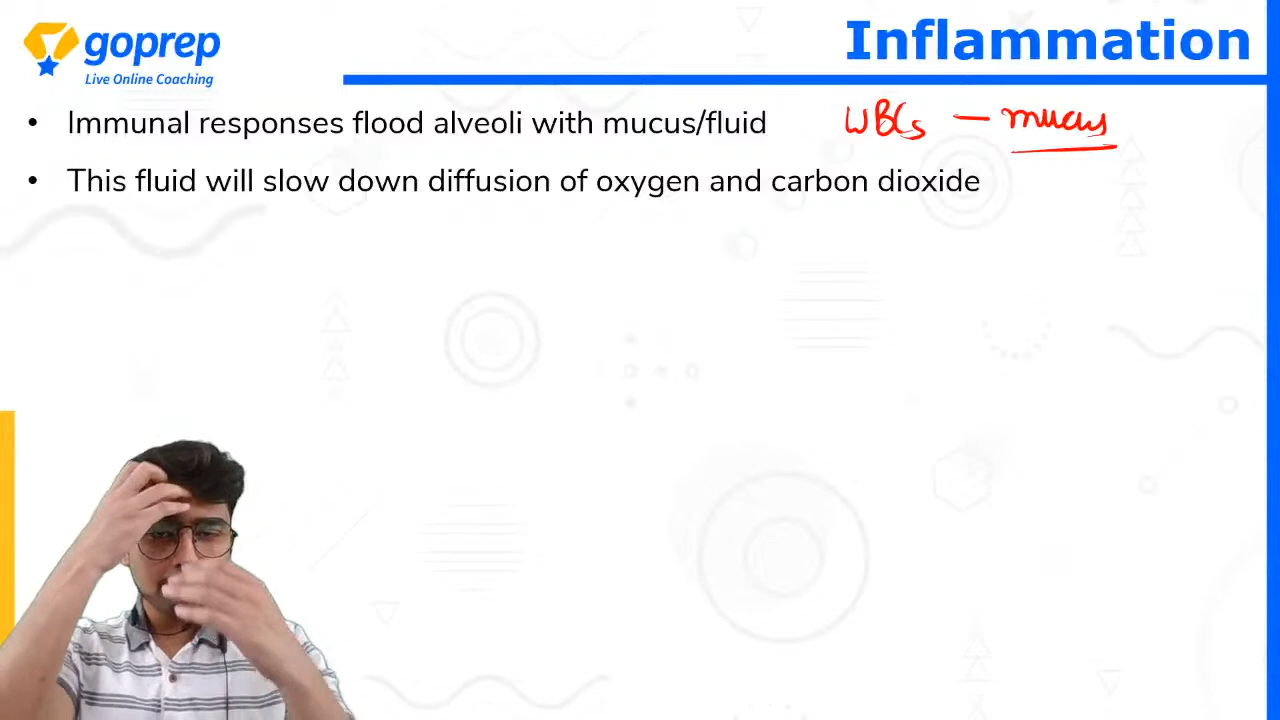 goprep
Live Online Coaching
Inflammation
• Immunal responses flood alveoli with mucus/fluid
WBCs — mucus
• This fluid will slow down diffusion of oxygen and carbon dioxide